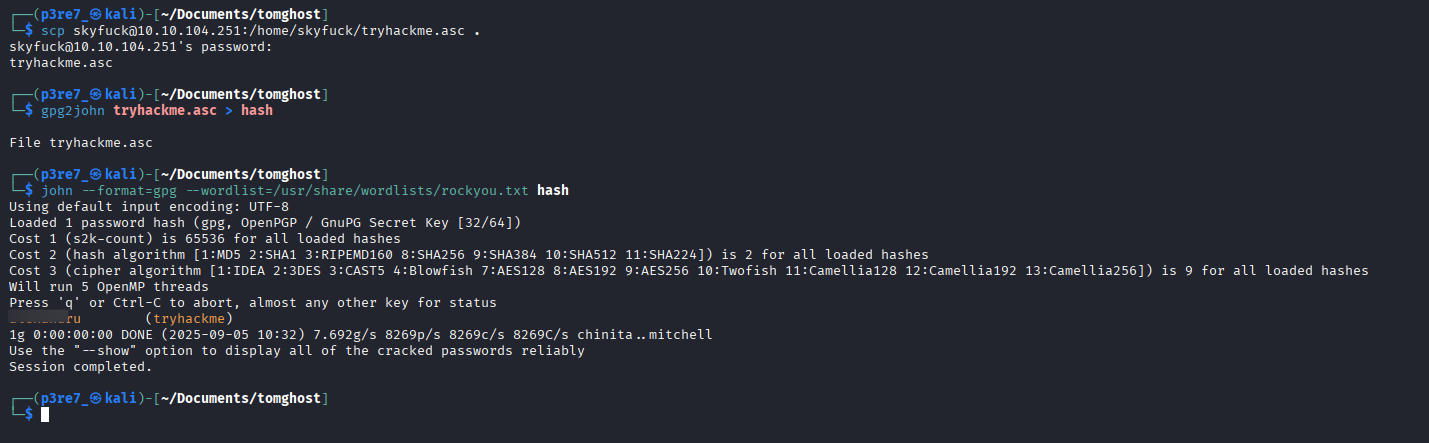 ┌──(p3re7_㉿kali)-[~/Documents/tomghost]
└─$ scp skyfuck@10.10.104.251:/home/skyfuck/tryhackme.asc .
skyfuck@10.10.104.251's password:
tryhackme.asc
┌──(p3re7_㉿kali)-[~/Documents/tomghost]
└─$ gpg2john tryhackme.asc > hash
File tryhackme.asc
┌──(p3re7_㉿kali)-[~/Documents/tomghost]
└─$ john --format=gpg --wordlist=/usr/share/wordlists/rockyou.txt hash
Using default input encoding: UTF-8
Loaded 1 password hash (gpg, OpenPGP / GnuPG Secret Key [32/64])
Cost 1 (s2k-count) is 65536 for all loaded hashes
Cost 2 (hash algorithm [1:MD5 2:SHA1 3:RIPEMD160 8:SHA256 9:SHA384 10:SHA512 11:SHA224]) is 2 for all loaded hashes
Cost 3 (cipher algorithm [1:IDEA 2:3DES 3:CAST5 4:Blowfish 7:AES128 8:AES192 9:AES256 10:Twofish 11:Camellia128 12:Camellia192 13:Camellia256]) is 9 for all loaded hashes
Will run 5 OpenMP threads
Press 'q' or Ctrl-C to abort, almost any other key for status
(tryhackme)
1g 0:00:00:00 DONE (2025-09-05 10:32) 7.692g/s 8269p/s 8269c/s 8269C/s chinita..mitchell
Use the "--show" option to display all of the cracked passwords reliably
Session completed.
┌──(p3re7_㉿kali)-[~/Documents/tomghost]
└─$